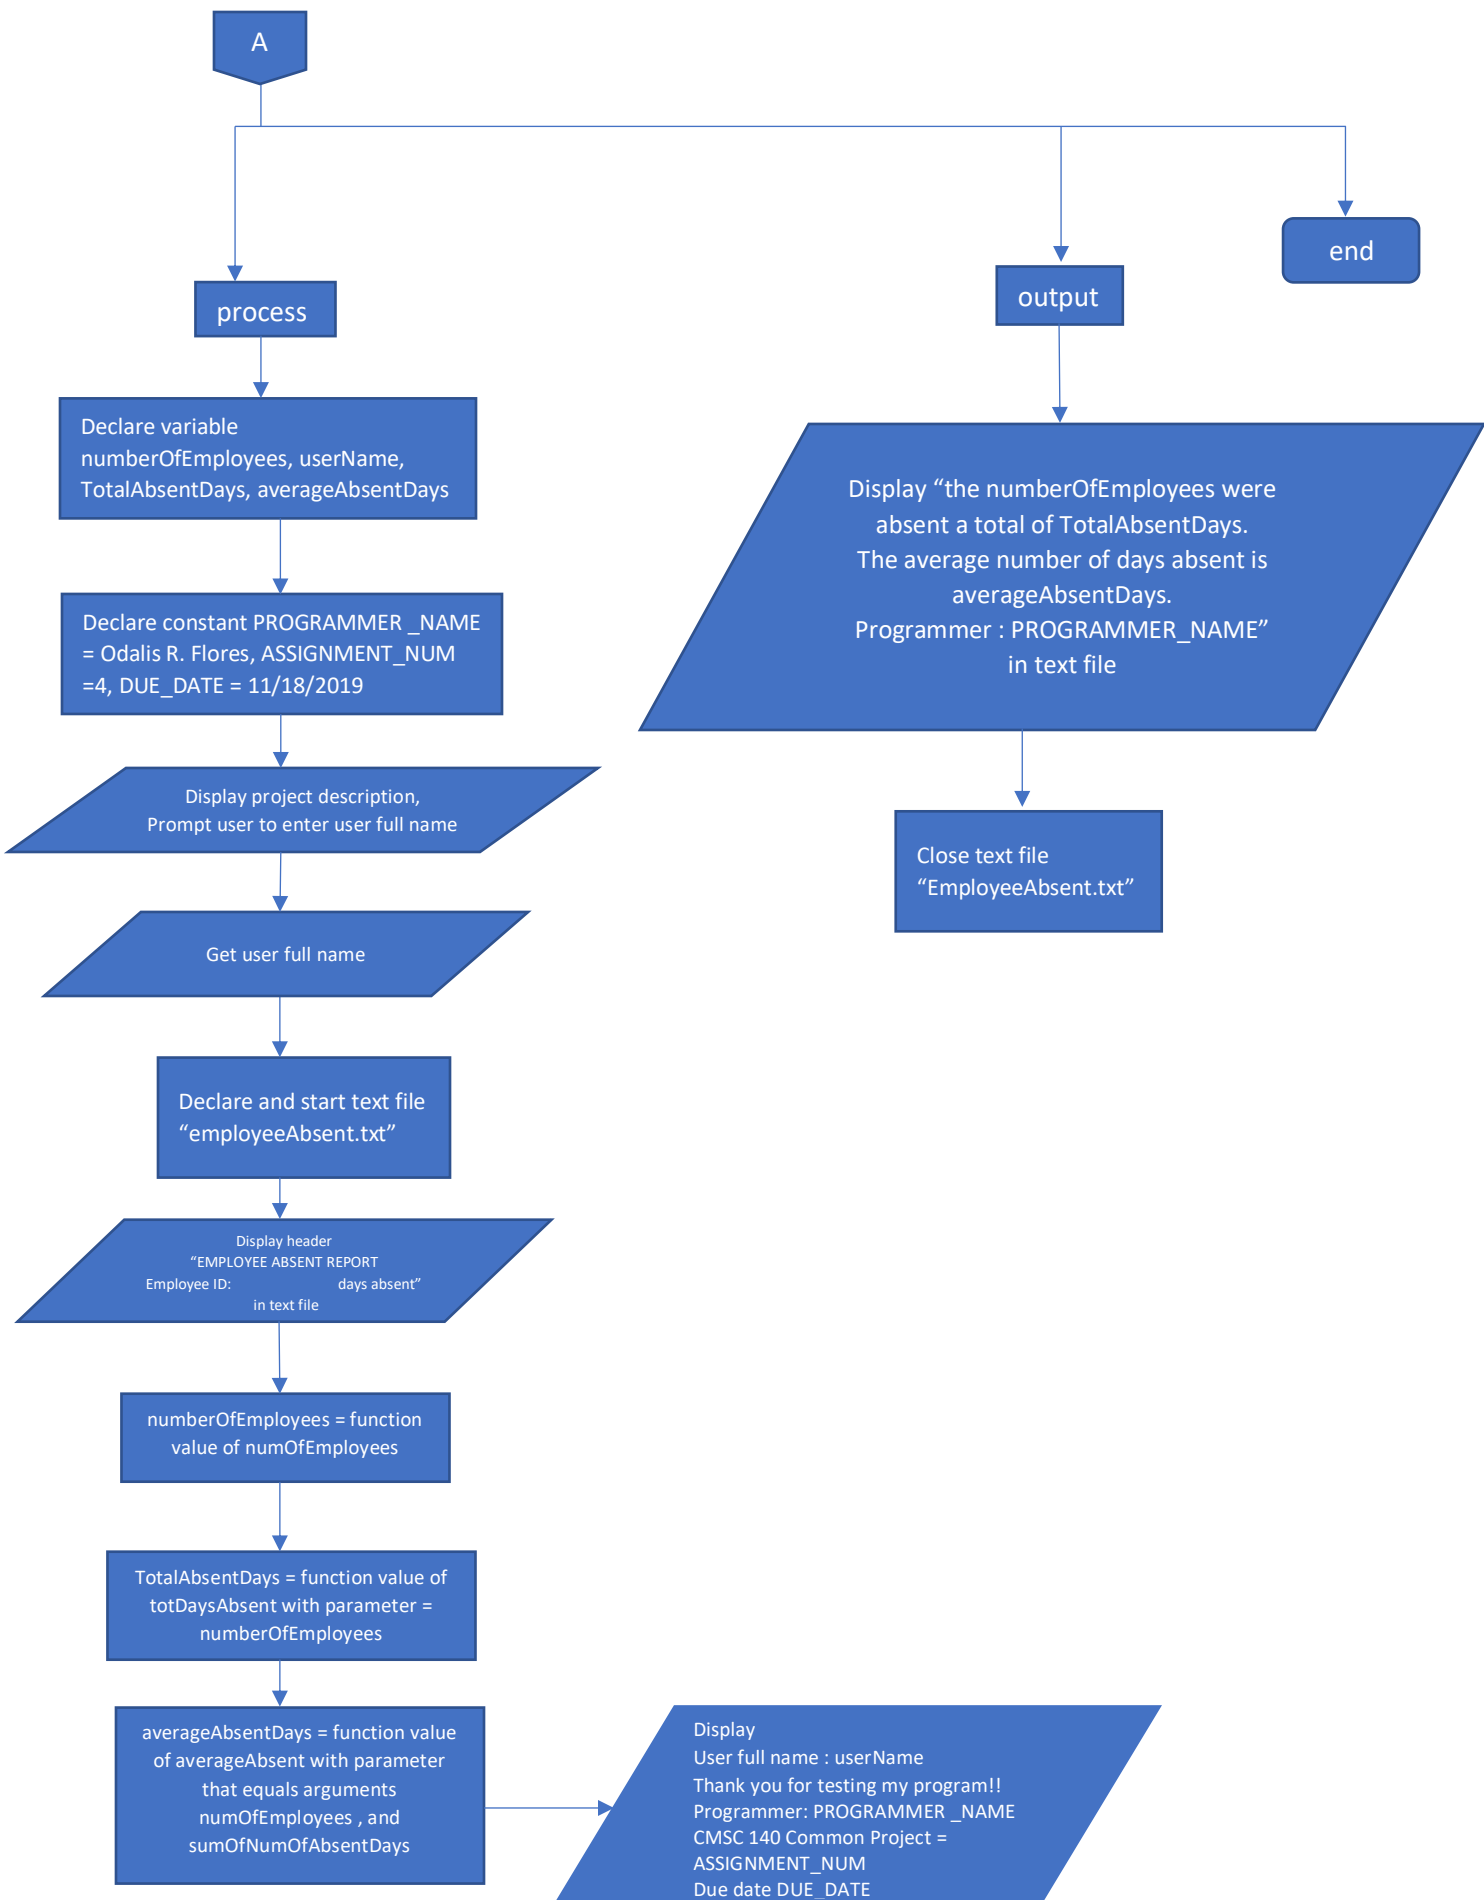 A
process
output
end
Declare variable
numberOfEmployees, userName,
TotalAbsentDays, averageAbsentDays
Declare constant PROGRAMMER _NAME
= Odalis R. Flores, ASSIGNMENT_NUM
=4, DUE_DATE = 11/18/2019
Display project description,
Prompt user to enter user full name
Get user full name
Declare and start text file
“employeeAbsent.txt”
Display header
“EMPLOYEE ABSENT REPORT
Employee ID: days absent”
in text file
numberOfEmployees = function
value of numOfEmployees
TotalAbsentDays = function value of
totDaysAbsent with parameter =
numberOfEmployees
averageAbsentDays = function value
of averageAbsent with parameter
that equals arguments
numOfEmployees , and
sumOfNumOfAbsentDays
Display
User full name : userName
Thank you for testing my program!!
Programmer: PROGRAMMER _NAME
CMSC 140 Common Project =
ASSIGNMENT_NUM
Due date DUE_DATE
Display “the numberOfEmployees were
absent a total of TotalAbsentDays.
The average number of days absent is
averageAbsentDays.
Programmer : PROGRAMMER_NAME”
in text file
Close text file
“EmployeeAbsent.txt”